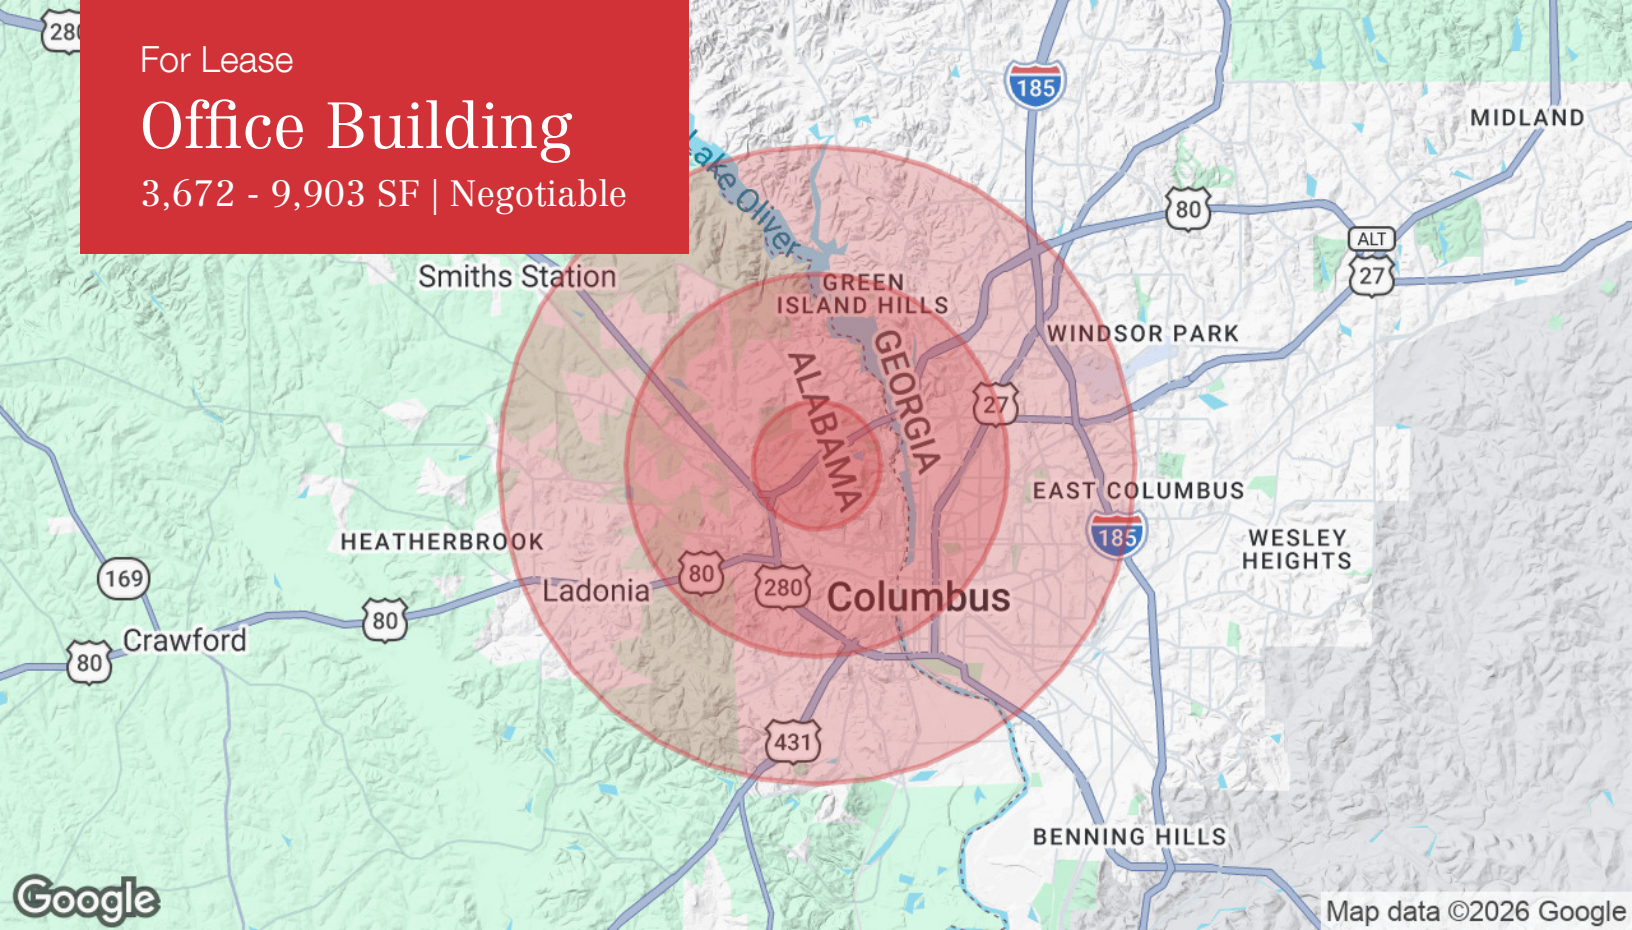 280
For Lease
Office Building
3,672 - 9,903 SF | Negotiable
185
MIDLAND
Lake Oliver
80
ALT
27
Smiths Station
GREEN
ISLAND HILLS
WINDSOR PARK
ALABAMA
GEORGIA
27
EAST COLUMBUS
185
WESLEY
HEIGHTS
HEATHERBROOK
169
80
280
Ladonia
Columbus
80
Crawford
80
431
BENNING HILLS
Google
Map data ©2026 Google